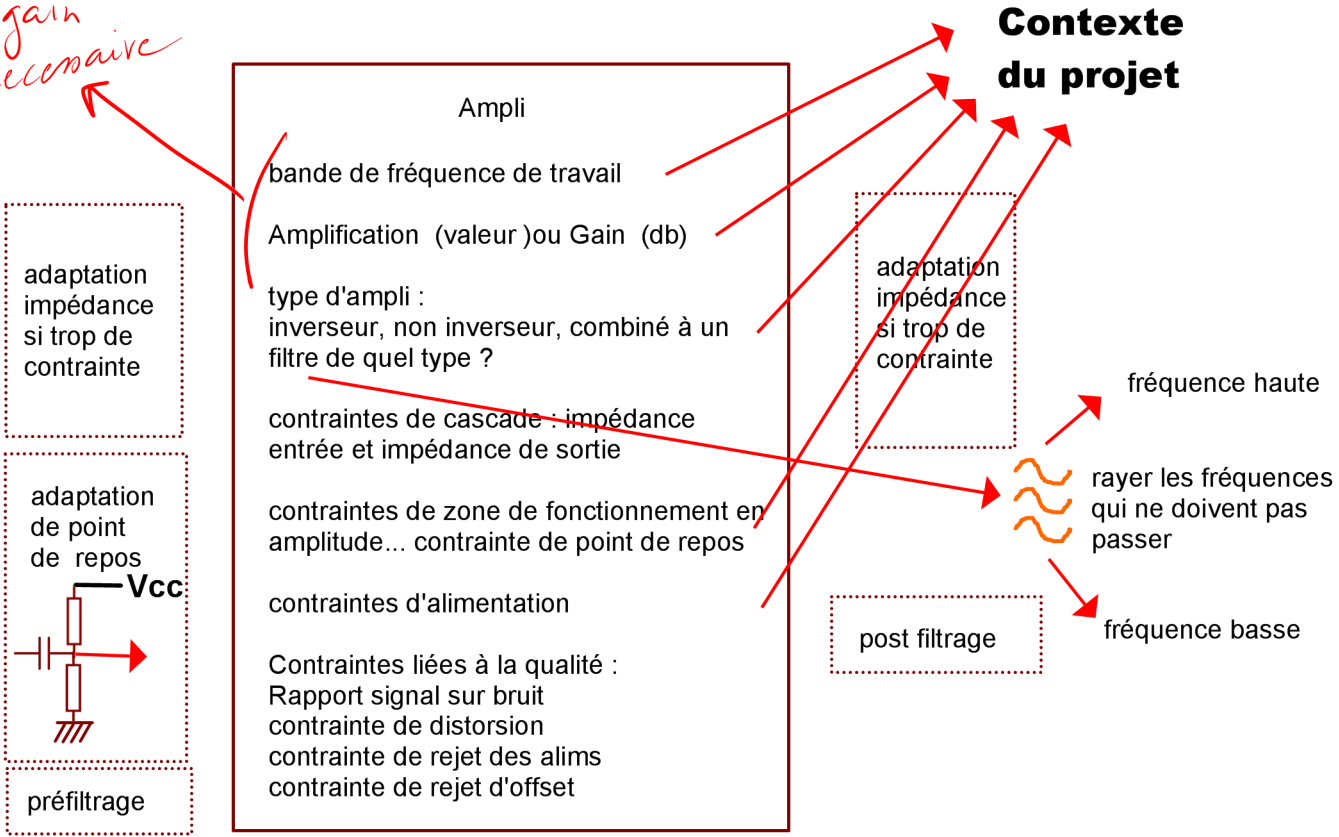 gain
necessaire
Contexte
du projet
Ampli
bande de fréquence de travail
Amplification (valeur )ou Gain (db)
type d'ampli :
inverseur, non inverseur, combiné à un
filtre de quel type ?
contraintes de cascade : impédance
entrée et impédance de sortie
contraintes de zone de fonctionnement en
amplitude... contrainte de point de repos
contraintes d'alimentation
Contraintes liées à la qualité :
Rapport signal sur bruit
contrainte de distorsion
contrainte de rejet des alims
contrainte de rejet d'offset
adaptation
impédance
si trop de
contrainte
adaptation
de point
de repos
Vcc
préfiltrage
adaptation
impédance
si trop de
contrainte
fréquence haute
rayer les fréquences
qui ne doivent pas
passer
fréquence basse
post filtrage